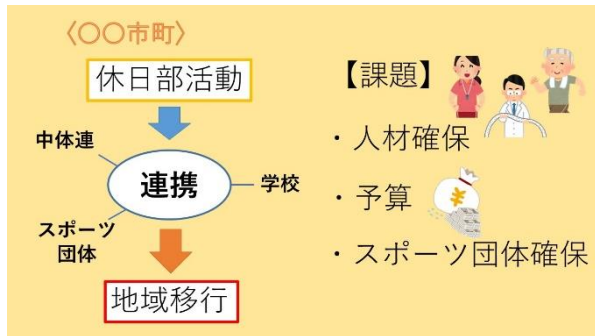 〈〇〇市町〉
休日部活動
中体連
連携
学校
スポーツ
団体
地域移行
【課題】
・人材確保
・予算
¥
・スポーツ団体確保